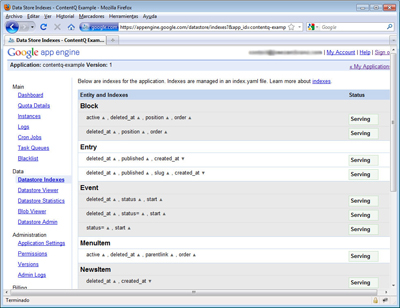 Data Store Indexes - ContentQ Example - Mozilla Firefox
Archivo Editar Ver Historial Marcadores Herramientas Ayuda
google.com https://appengine.google.com/datastore/indexes?&app_id=contentq-examp
Google
Data Store Indexes - ContentQ Exam...
Google app engine
| My Account | Help | Sign o
Application: contentq-example Version: 1
« My Application
Below are indexes for the application. Indexes are managed in an index.yaml file. Learn more about indexes
Main
Dashboard
Quota Details
Instances
Logs
Cron Jobs
Task Queues
Blacklist
Data
Datastore Indexes
Datastore Viewer
Datastore Statistics
Blob Viewer
Datastore Admin
Administration
Application Settings
Permissions
Versions
Admin Logs
Billing
Entity and Indexes Status
Block
active ▲ , deleted_at ▲ , position ▲ , order ▲ Serving
deleted_at ▲ , position ▲ , order ▲ Serving
Entry
deleted_at ▲ , published ▲ , created_at ▼ Serving
deleted_at ▲ , published ▲ , slug ▲ , created_at ▼ Serving
Event
deleted_at ▲ , status ▲ , start ▲ Serving
deleted_at ▲ , status= ▲ , start ▲ Serving
status= ▲ , start ▲ Serving
MenuItem
active ▲ , deleted_at ▲ , parentlink ▲ , order ▲ Serving
NewsItem
deleted_at ▲ , created_at ▼ Serving
Terminado